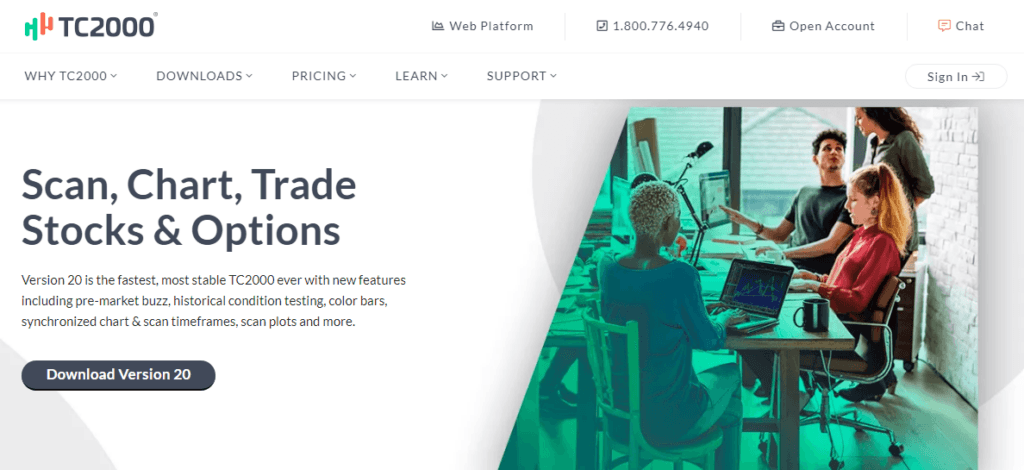 TC2000®
Web Platform
1.800.776.4940
Open Account
Chat
WHY TC2000
DOWNLOADS
PRICING
LEARN
SUPPORT
Sign In
Scan, Chart, Trade
Stocks & Options
Version 20 is the fastest, most stable TC2000 ever with new features
including pre-market buzz, historical condition testing, color bars,
synchronized chart & scan timeframes, scan plots and more.
Download Version 20